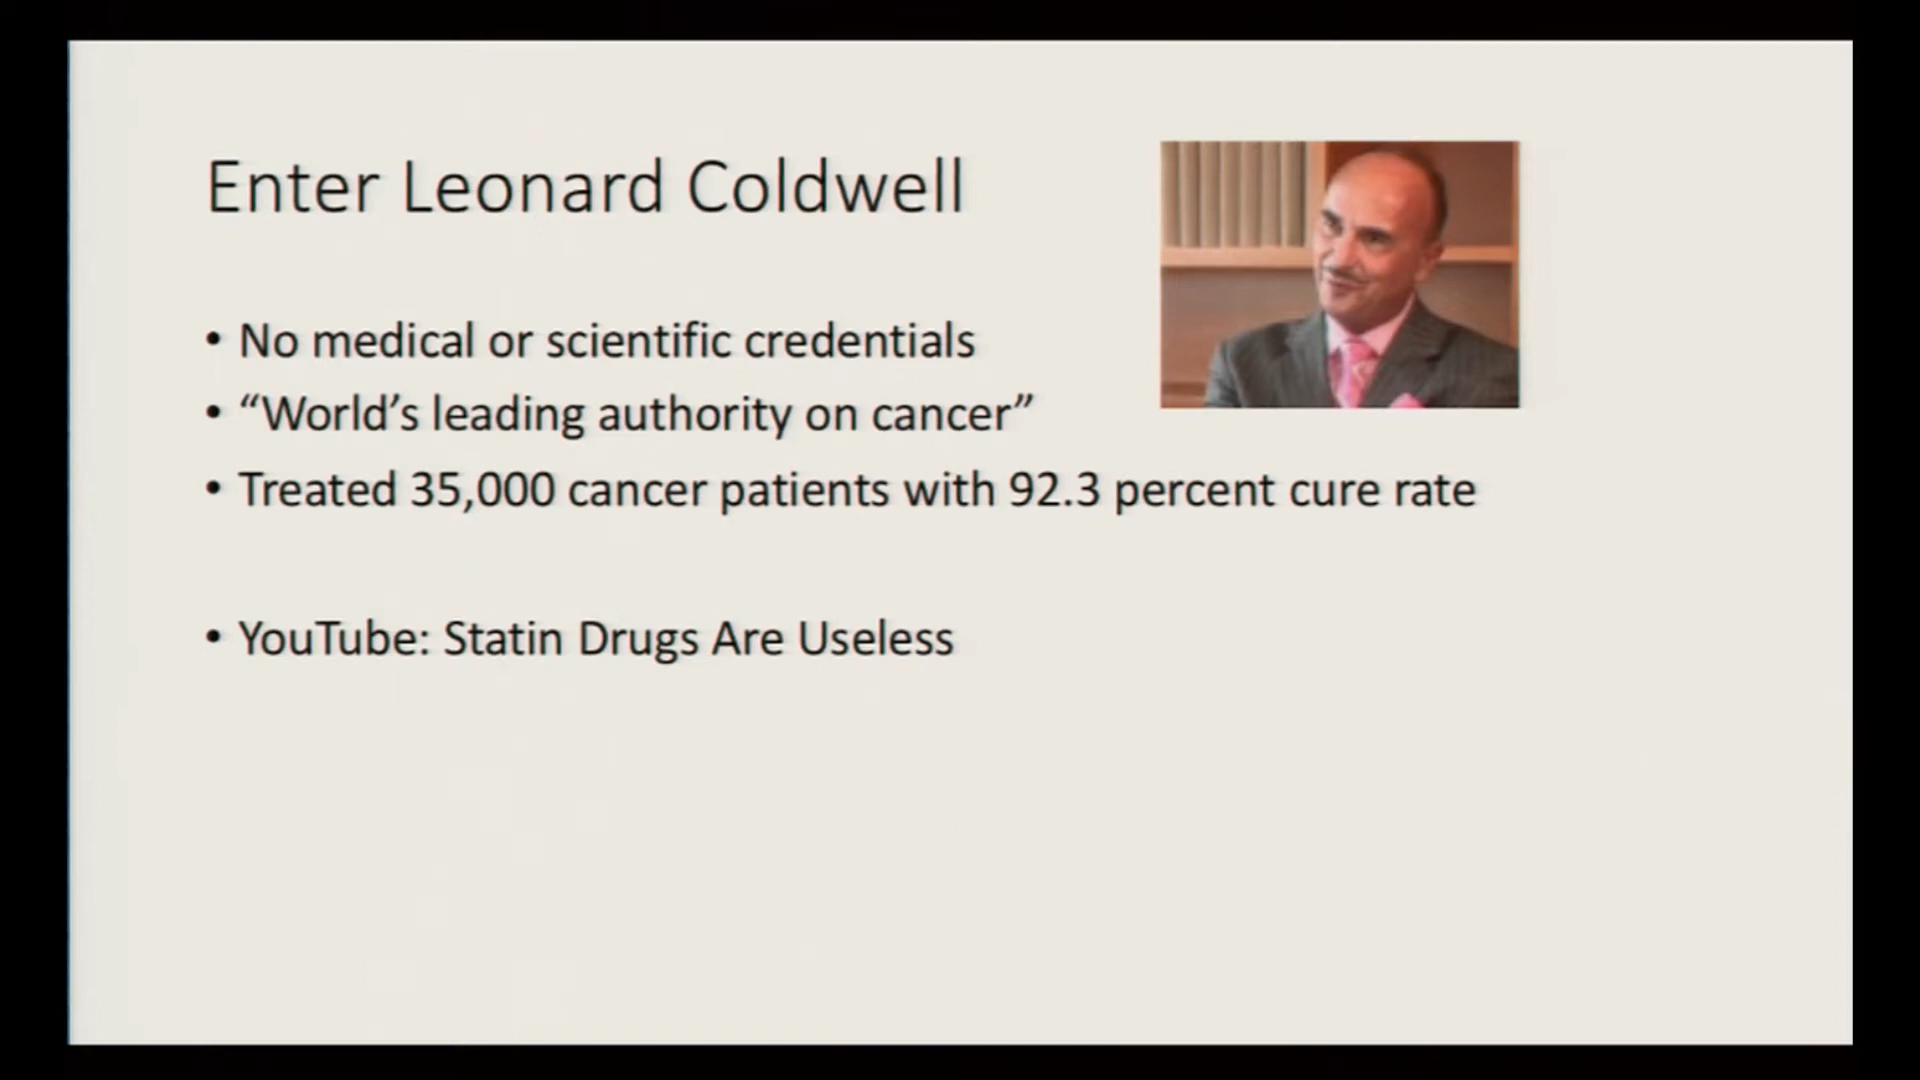 Enter Leonard Coldwell
• No medical or scientific credentials
• “World’s leading authority on cancer”
• Treated 35,000 cancer patients with 92.3 percent cure rate
• YouTube: Statin Drugs Are Useless